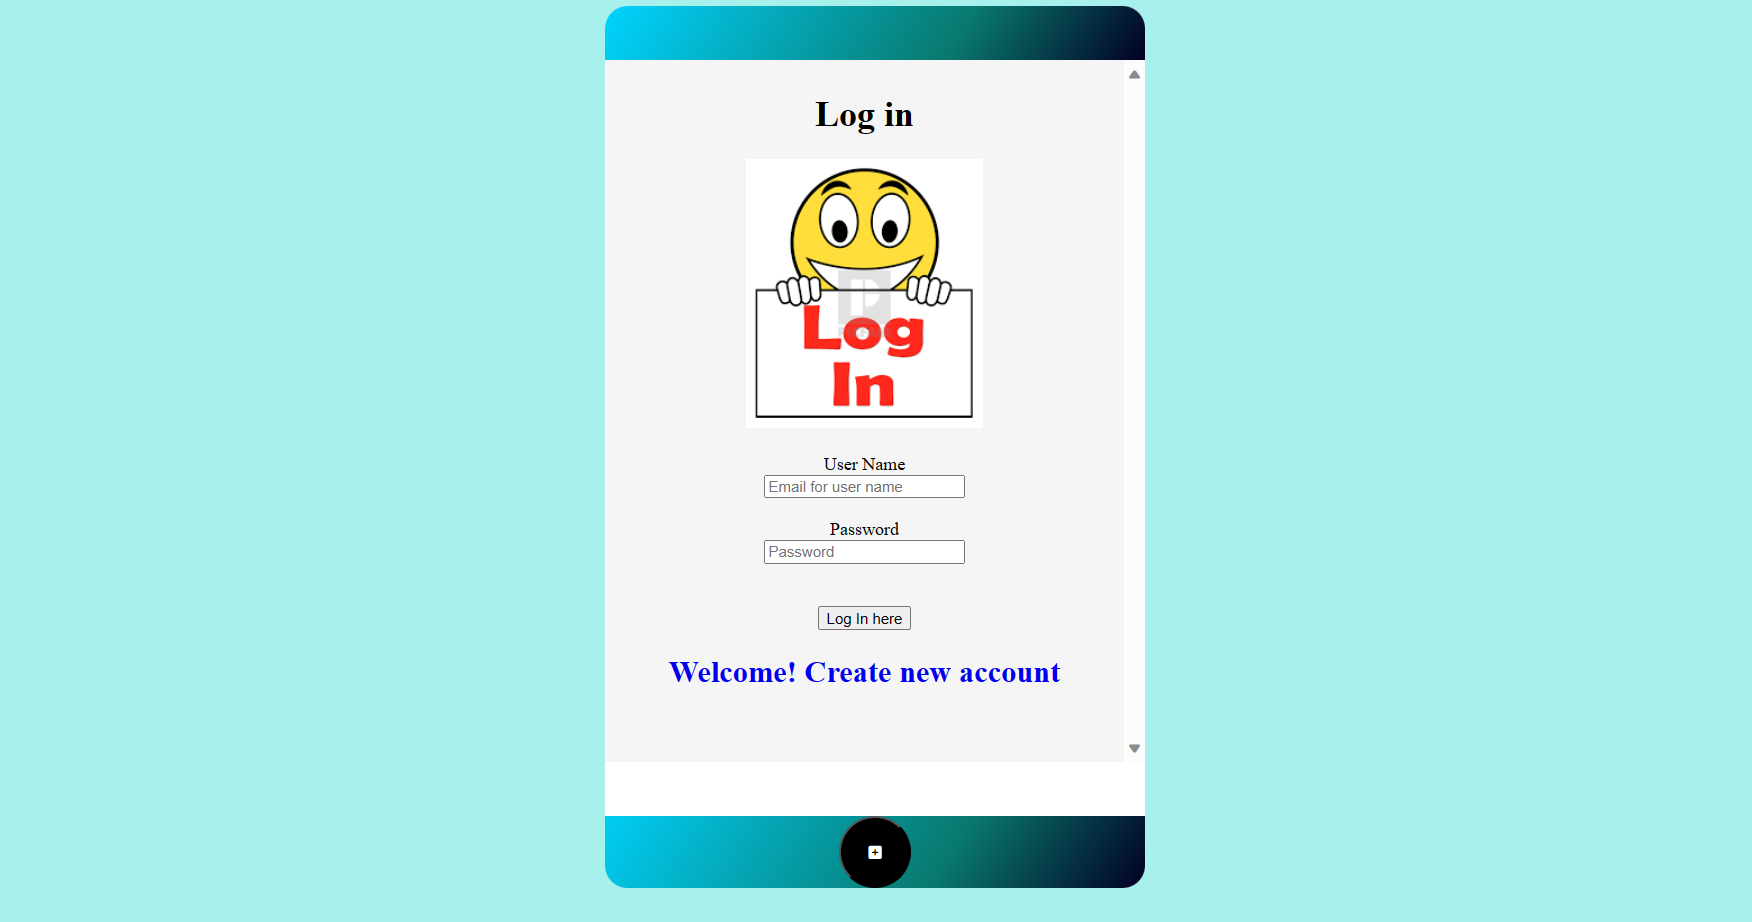 Log in
Log
In
User Name
Email for user name
Password
Password
Log In here
Welcome! Create new account